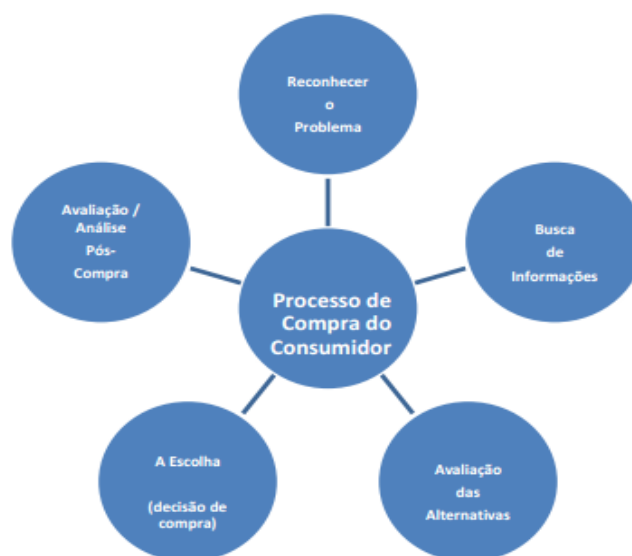 Reconhecer
o
Problema
Busca
de
Informações
Avaliação
das
Alternativas
A Escolha
(decisão de
compra)
Avaliação /
Análise
Pós-
Compra
Processo de
Compra do
Consumidor